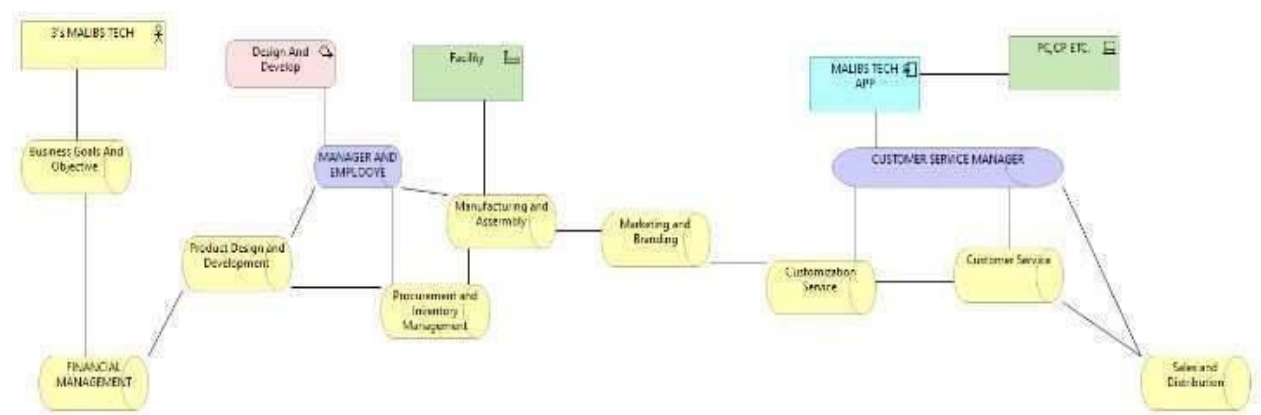 3's MALIBS TECH
Design And
Develop
Facility
MALIBS TECH
APP
PC,CP ETC.
Business Goals And
Objective
MANAGER AND
EMPLOOYE
CUSTOMER SERVICE MANAGER
Manufacturing and
Assermbly
Marketing and
Branding
Product Design and
Development
Customization
Service
Customer Service
Procurement and
Inventory
Management
FINANCIAL
MANAGEMENT
Sales and
Distribution